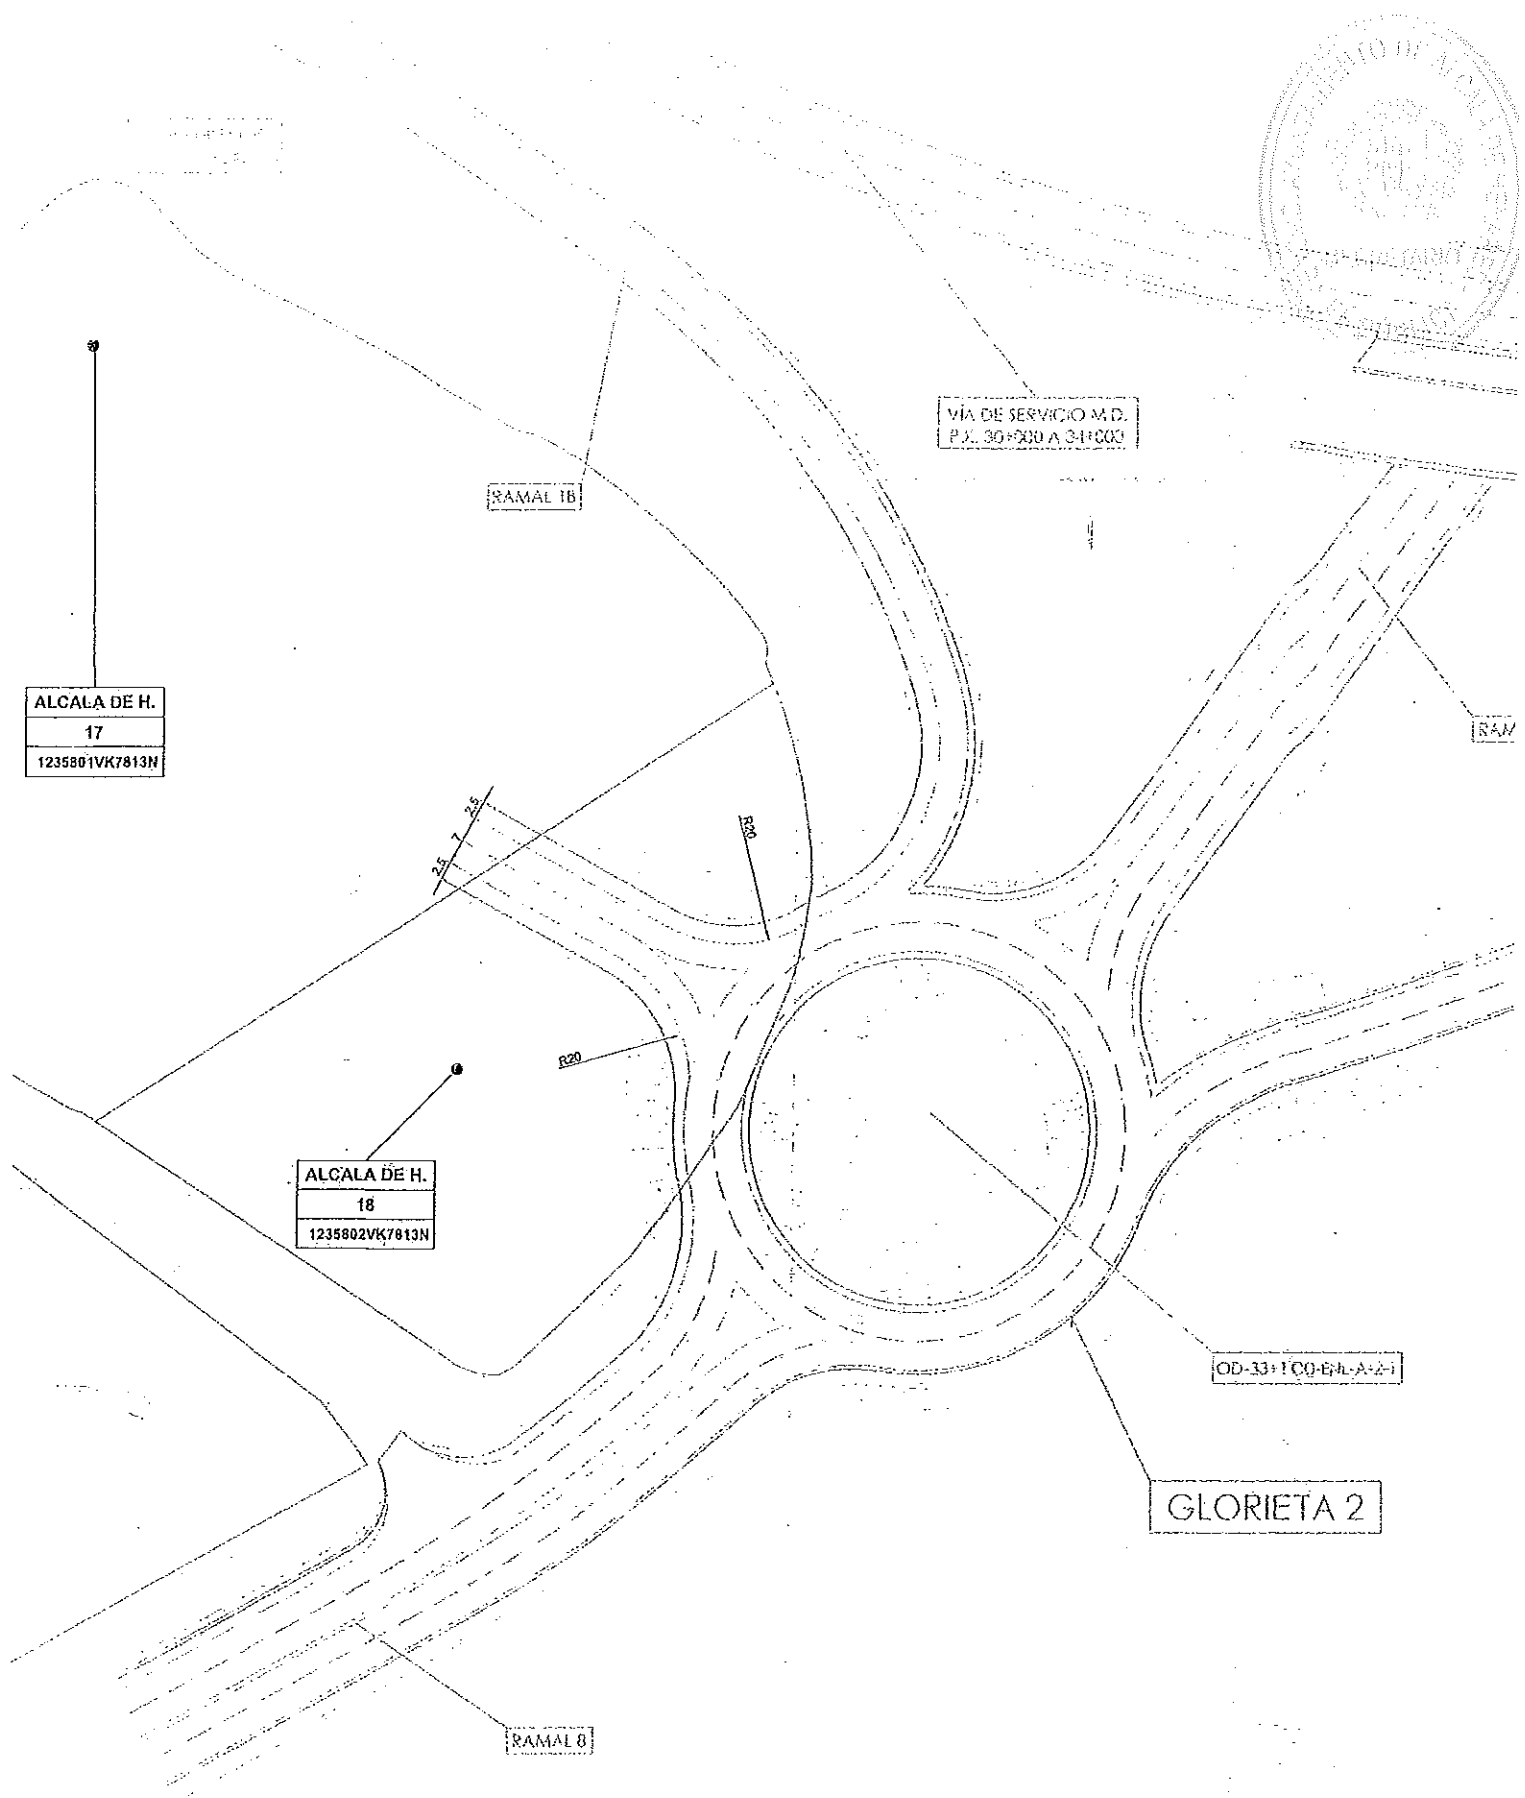 VÍA DE SERVICIO M.D.
RAMAL 1B
ALCALA DE H.
17
1235801VK7813N
RAM
2.5
7
2.5
R20
R20
ALCALA DE H.
18
1235802VK7813N
GLORIETA 2
RAMAL 8